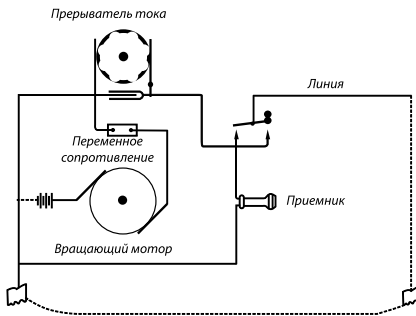 Прерыватель тока
Линия
Переменное
сопротивление
Приемник
Вращающий мотор